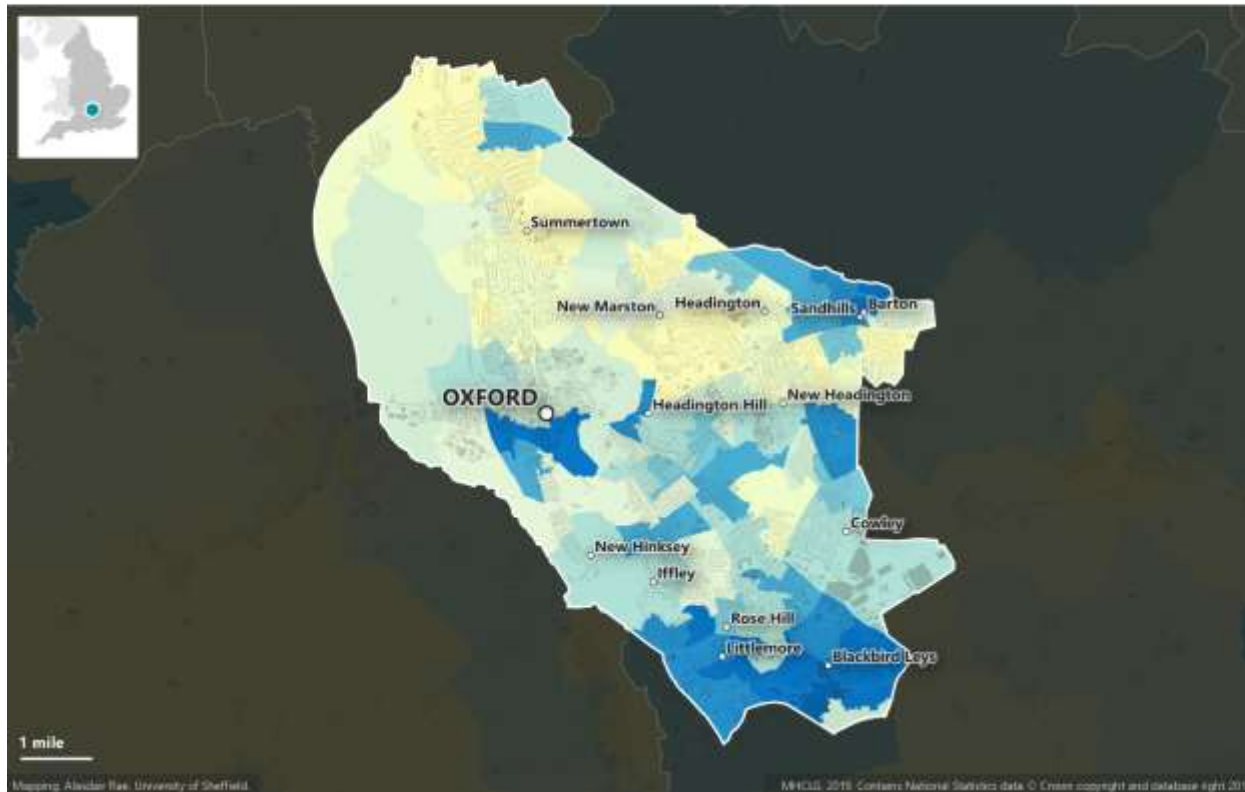 Summertown
New Marston
Headington
Sandhills
Barton
OXFORD
Headington Hill
New Headington
Cowley
New Hinksey
Iffley
Rose Hill
Littlemore
Blackbird Leys
1 mile
Mapping: Alasdair Rae, University of Sheffield.
MHCLG, 2019. Contains National Statistics data. © Crown copyright and database right